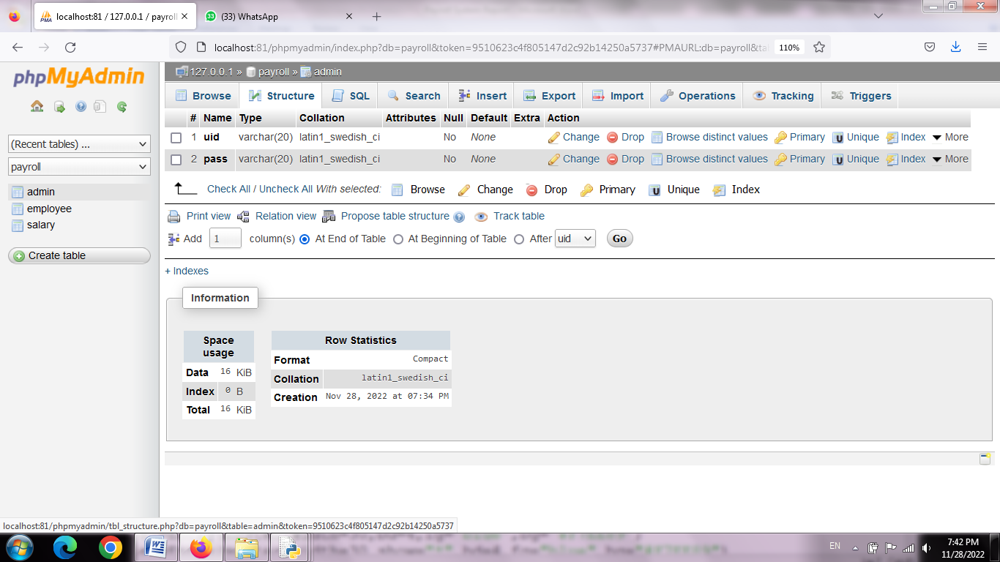 localhost:81 / 127.0.0.1 / payroll
(33) WhatsApp
localhost:81/phpmyadmin/index.php?db=payroll&token=9510623c4f805147d2c92b14250a5737#PMAURL:db=payroll&ta
110%
phpMyAdmin
(Recent tables) ...
payroll
admin
employee
salary
Create table
127.0.0.1 » payroll » admin
Browse Structure SQL Search Insert Export Import Operations Tracking Triggers
# Name Type Collation Attributes Null Default Extra Action
1 uid varchar(20) latin1_swedish_ci No None Change Drop Browse distinct values Primary Unique Index More
2 pass varchar(20) latin1_swedish_ci No None Change Drop Browse distinct values Primary Unique Index More
Check All / Uncheck All With selected: Browse Change Drop Primary Unique Index
Print view Relation view Propose table structure Track table
Add 1 column(s) At End of Table At Beginning of Table After uid Go
+ Indexes
Information
Space usage
Data 16 KiB
Index 0 B
Total 16 KiB
Row Statistics
Format Compact
Collation latin1_swedish_ci
Creation Nov 28, 2022 at 07:34 PM
localhost:81/phpmyadmin/tbl_structure.php?db=payroll&table=admin&token=9510623c4f805147d2c92b14250a5737
EN
7:42 PM
11/28/2022